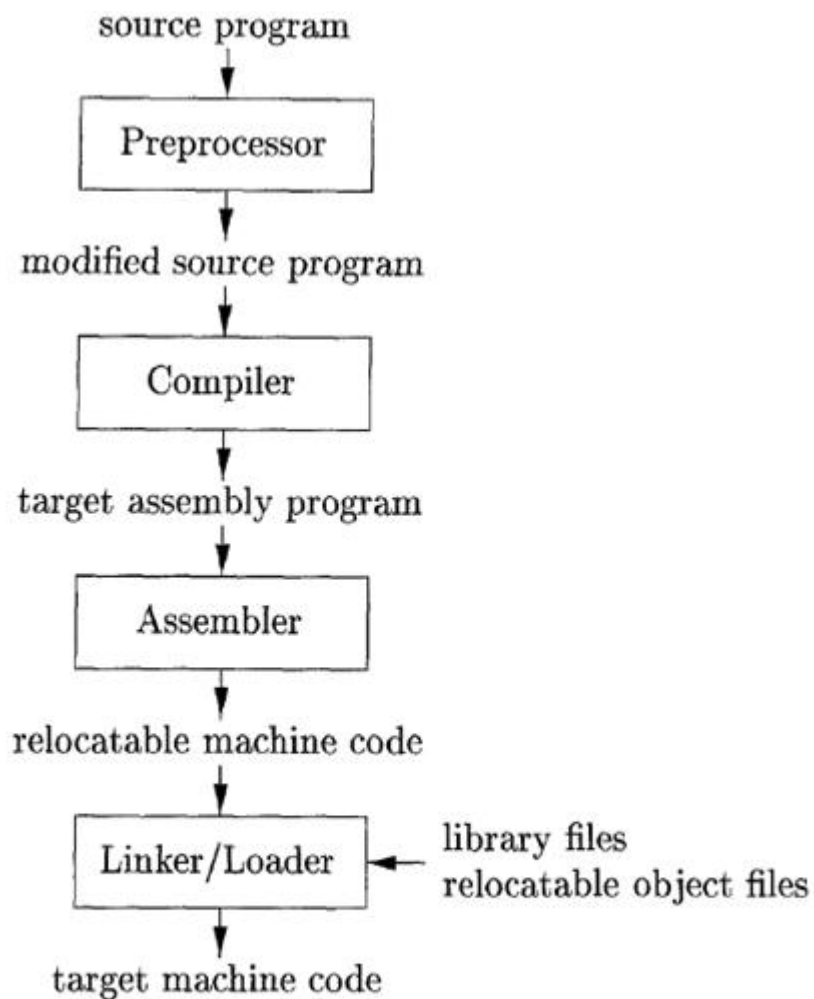 source program
Preprocessor
modified source program
Compiler
target assembly program
Assembler
relocatable machine code
Linker/Loader
library files
relocatable object files
target machine code